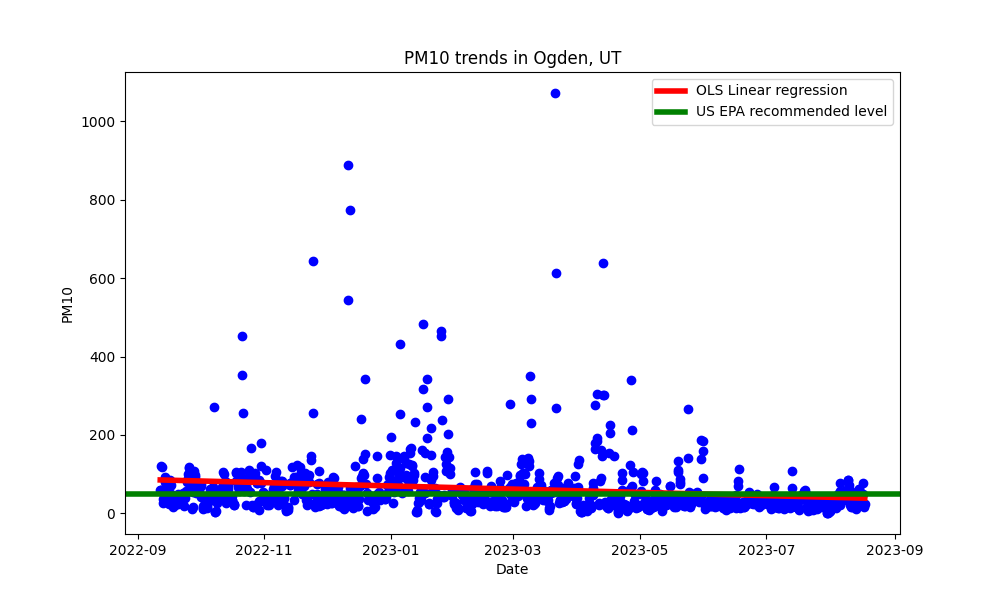 PM10 trends in Ogden, UT
OLS Linear regression
US EPA recommended level
1000
800
600
400
200
0
PM10
2022-09
2022-11
2023-01
2023-03
2023-05
2023-07
2023-09
Date